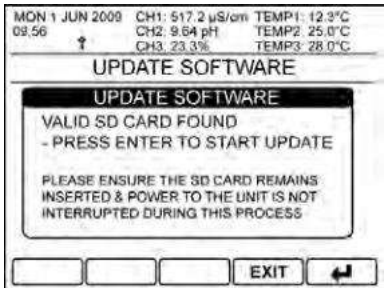 MON 1 JUN 2009 CH1: 517.2 µS/cm TEMP1: 12.3°C
09:56 CH2: 9.64 pH TEMP2: 25.0°C
CH3: 23.3% TEMP3: 28.0°C
UPDATE SOFTWARE
UPDATE SOFTWARE
VALID SD CARD FOUND
- PRESS ENTER TO START UPDATE
PLEASE ENSURE THE SD CARD REMAINS
INSERTED & POWER TO THE UNIT IS NOT
INTERRUPTED DURING THIS PROCESS
EXIT